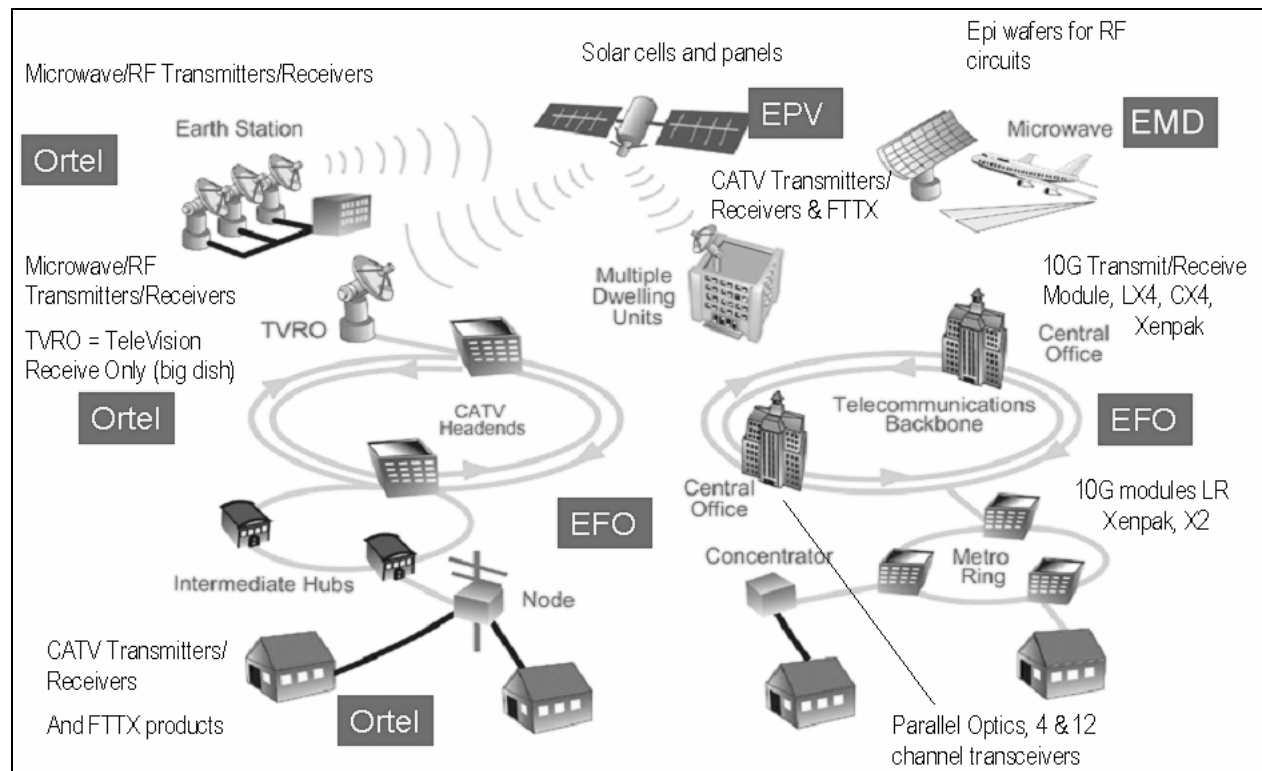 Microwave/RF Transmitters/Receivers
Earth Station
Ortel
Solar cells and panels
EPV
Epi wafers for RF
circuits
Microwave
EMD
CATV Transmitters/
Receivers & FTTX
Multiple
Dwelling
Units
Microwave/RF
Transmitters/Receivers
TVRO = TeleVision
Receive Only (big dish)
TVRO
Ortel
CATV
Headends
10G Transmit/Receive
Module, LX4, CX4,
Xenpak
Central
Office
Telecommunications
Backbone
EFO
Central
Office
10G modules LR
Xenpak, X2
EFO
Intermediate Hubs
Node
Concentrator
Metro
Ring
CATV Transmitters/
Receivers
And FTTX products
Ortel
Parallel Optics, 4 & 12
channel transceivers